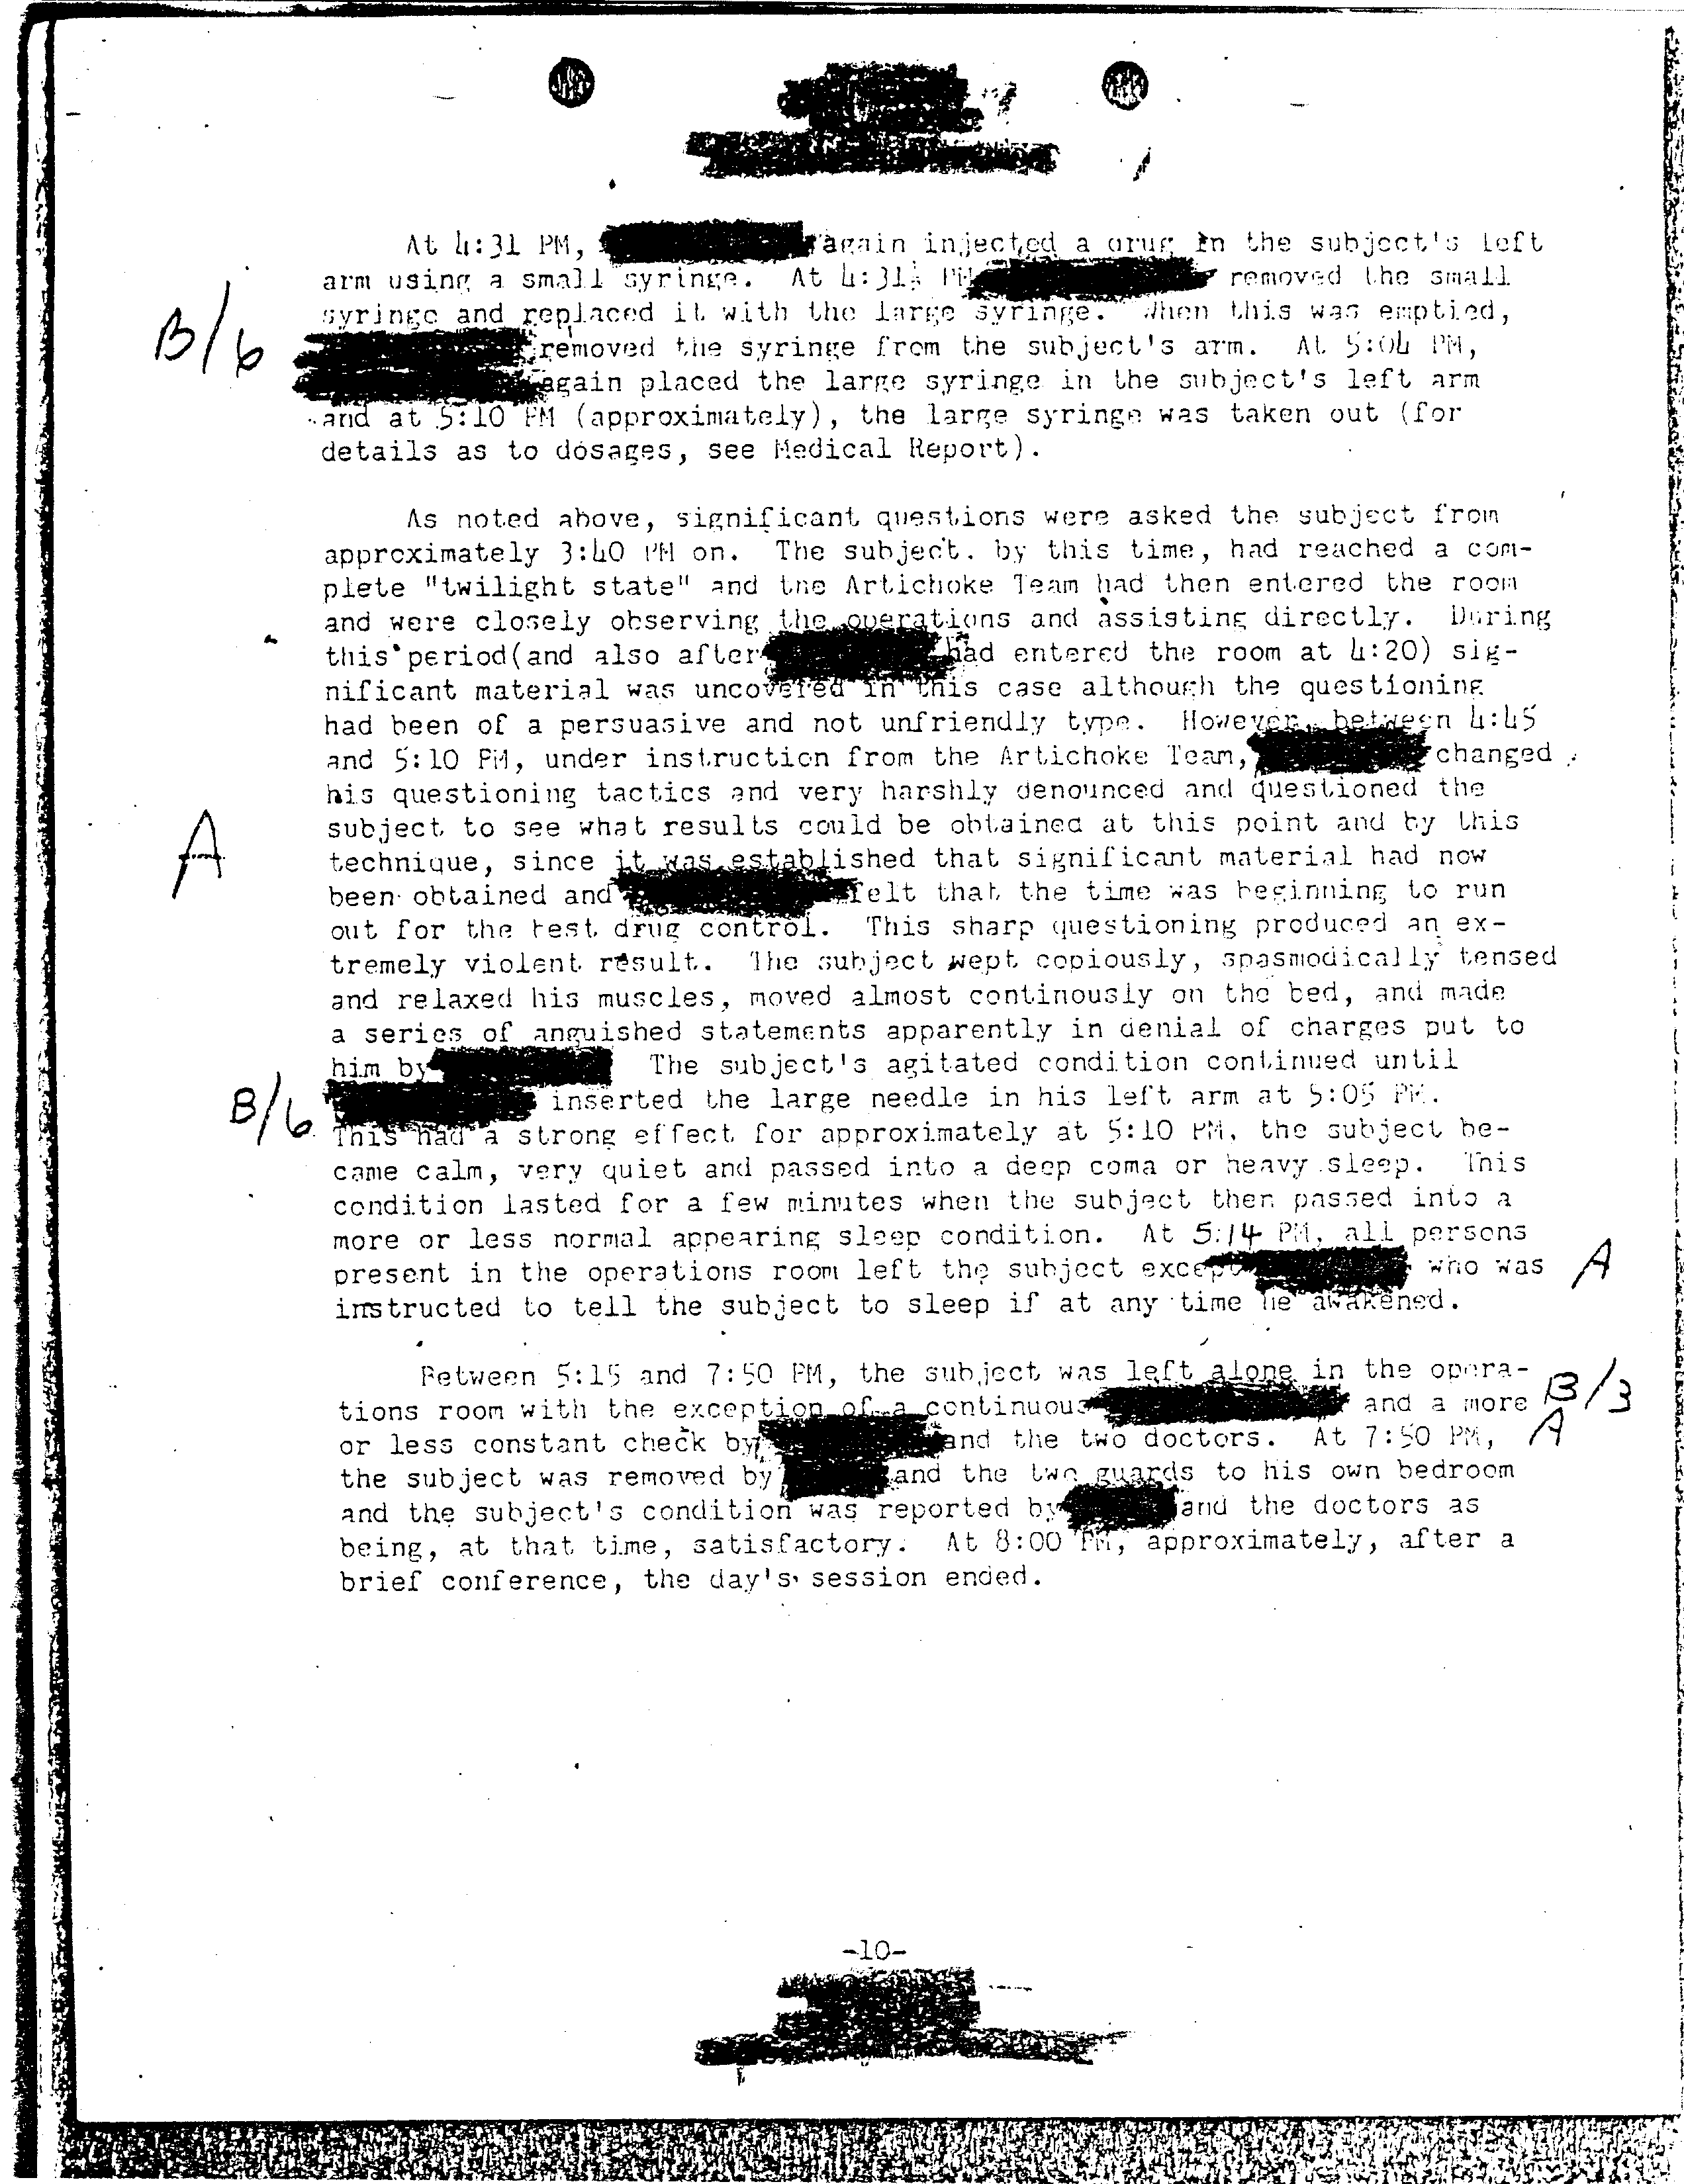 At 4:31 PM, again injected a drug in the subject's left
arm using a small syringe. At 4:31½ PM removed the small
syringe and replaced it with the large syringe. When this was emptied,
B/6
removed the syringe from the subject's arm. At 5:04 PM,
again placed the large syringe in the subject's left arm
and at 5:10 PM (approximately), the large syringe was taken out (for
details as to dosages, see Medical Report).
As noted above, significant questions were asked the subject from
approximately 3:40 PM on. The subject, by this time, had reached a com-
plete "twilight state" and the Artichoke Team had then entered the room
and were closely observing the operations and assisting directly. During
this period(and also after had entered the room at 4:20) sig-
nificant material was uncovered in this case although the questioning
had been of a persuasive and not unfriendly type. However, between 4:45
and 5:10 PM, under instruction from the Artichoke Team, changed
his questioning tactics and very harshly denounced and questioned the
subject to see what results could be obtained at this point and by this
A
technique, since it was established that significant material had now
been obtained and felt that the time was beginning to run
out for the best drug control. This sharp questioning produced an ex-
tremely violent result. The subject wept copiously, spasmodically tensed
and relaxed his muscles, moved almost continously on the bed, and made
a series of anguished statements apparently in denial of charges put to
him by The subject's agitated condition continued until
B/6
inserted the large needle in his left arm at 5:05 PM.
This had a strong effect for approximately at 5:10 PM, the subject be-
came calm, very quiet and passed into a deep coma or heavy sleep. This
condition lasted for a few minutes when the subject then passed into a
more or less normal appearing sleep condition. At 5:14 PM, all persons
present in the operations room left the subject except who was
A
instructed to tell the subject to sleep if at any time he awakened.
Between 5:15 and 7:50 PM, the subject was left alone in the opera-
B/3
tions room with the exception of a continuous and a more
A
or less constant check by and the two doctors. At 7:50 PM,
the subject was removed by and the two guards to his own bedroom
and the subject's condition was reported by and the doctors as
being, at that time, satisfactory. At 8:00 PM, approximately, after a
brief conference, the day's session ended.
-10-